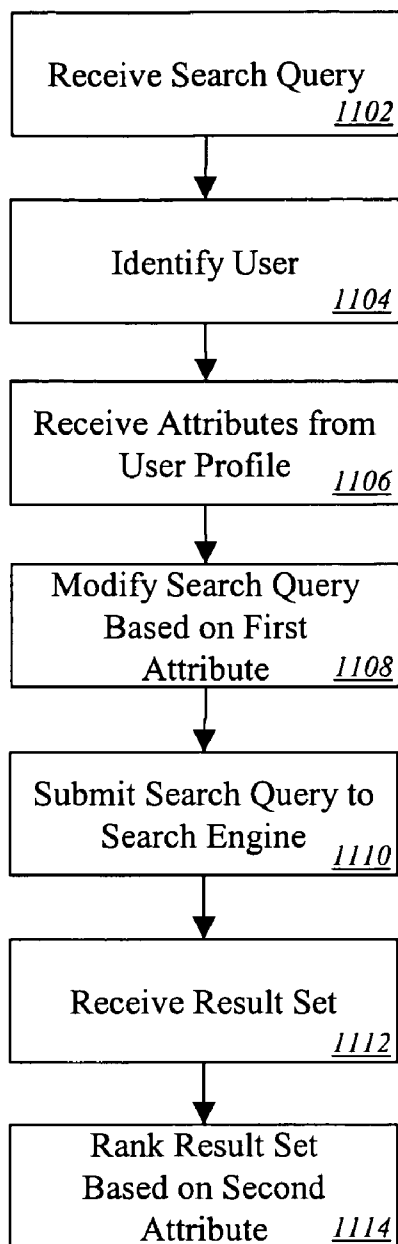 Receive Search Query
1102
Identify User
1104
Receive Attributes from
User Profile
1106
Modify Search Query
Based on First
Attribute
1108
Submit Search Query to
Search Engine
1110
Receive Result Set
1112
Rank Result Set
Based on Second
Attribute
1114